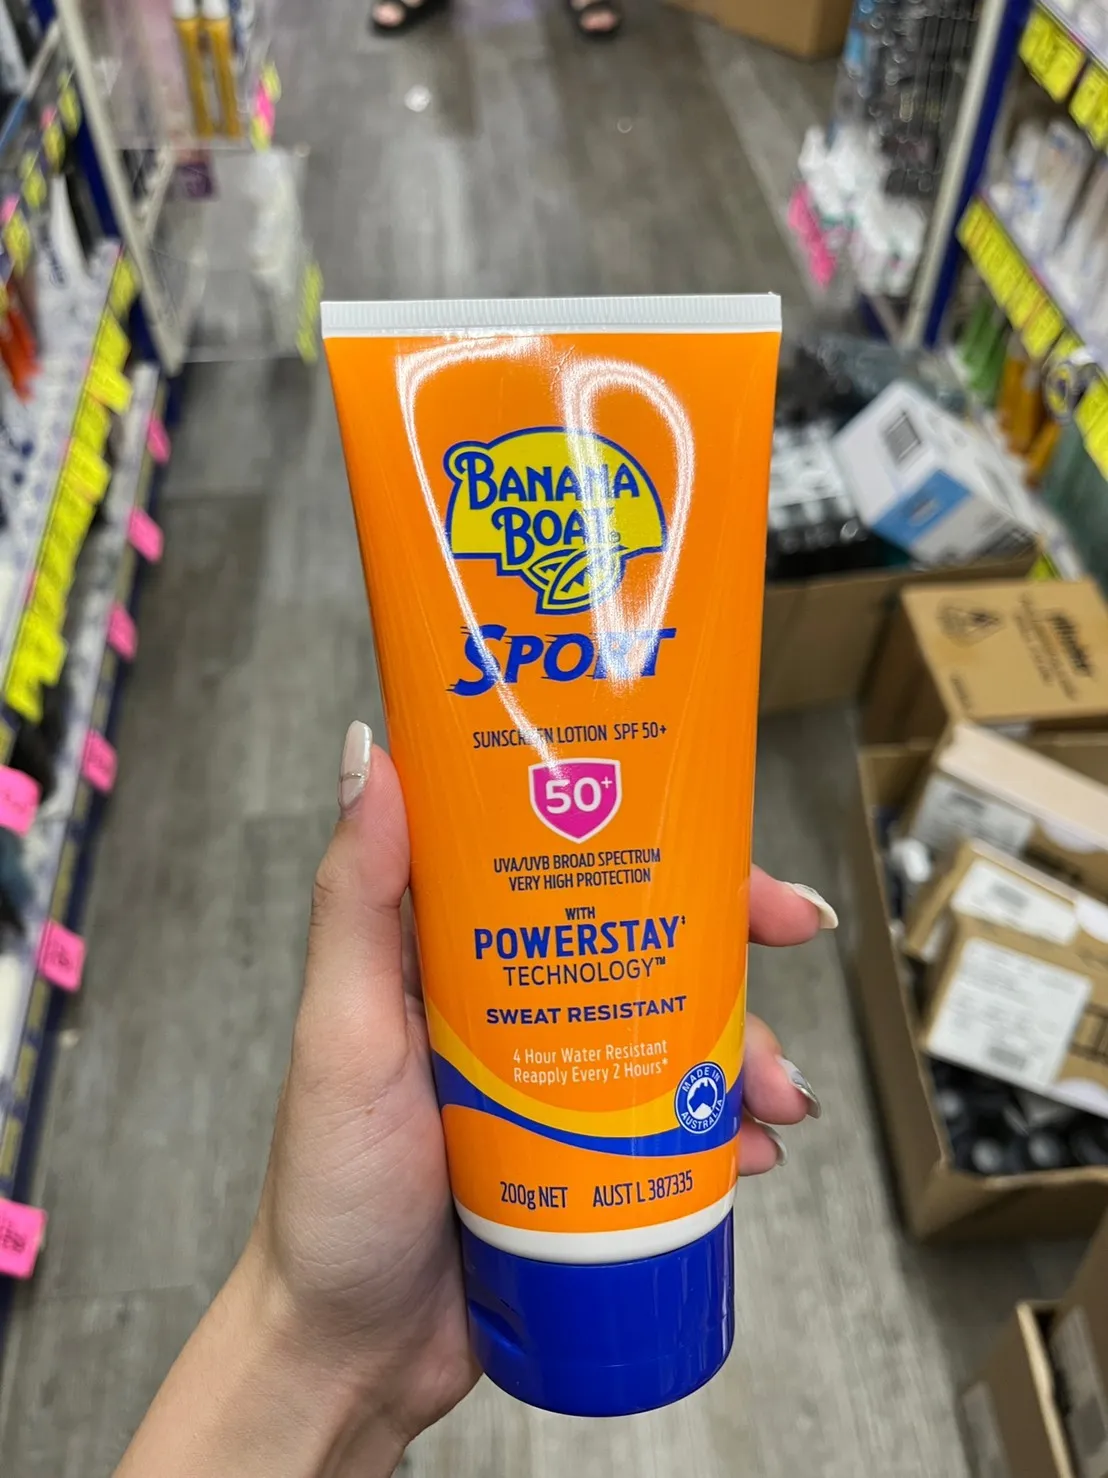 BANANA
BOAT
SPORT
SUNSCREEN LOTION SPF 50+
50+
UVA/UVB BROAD SPECTRUM
VERY HIGH PROTECTION
WITH
POWERSTAY‡
TECHNOLOGY™
SWEAT RESISTANT
4 Hour Water Resistant
Reapply Every 2 Hours*
MADE IN AUSTRALIA
200g NET AUST L 387335